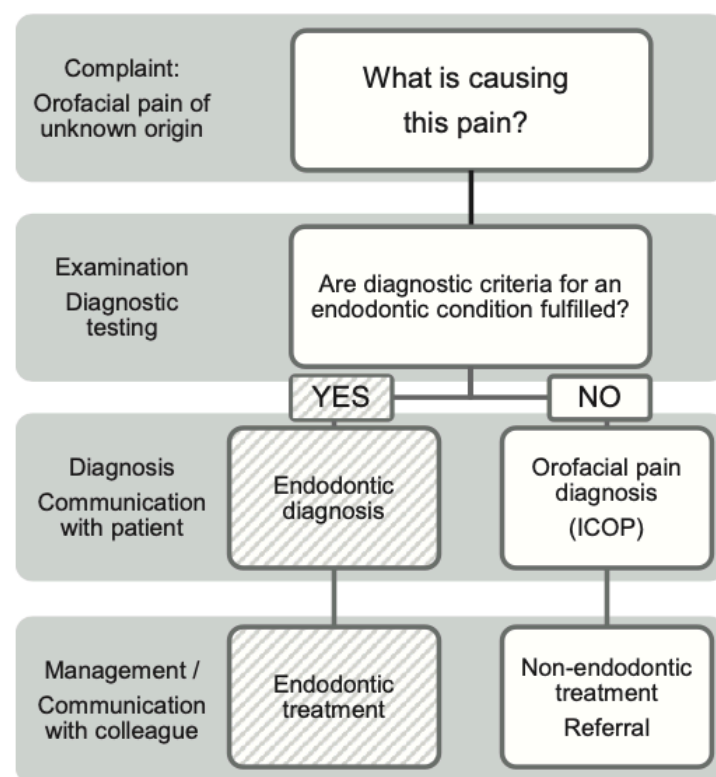 Complaint:
Orofacial pain of
unknown origin
What is causing
this pain?
Examination
Diagnostic
testing
Are diagnostic criteria for an
endodontic condition fulfilled?
YES
NO
Diagnosis
Communication
with patient
Endodontic
diagnosis
Orofacial pain
diagnosis
(ICOP)
Management /
Communication
with colleague
Endodontic
treatment
Non-endodontic
treatment
Referral